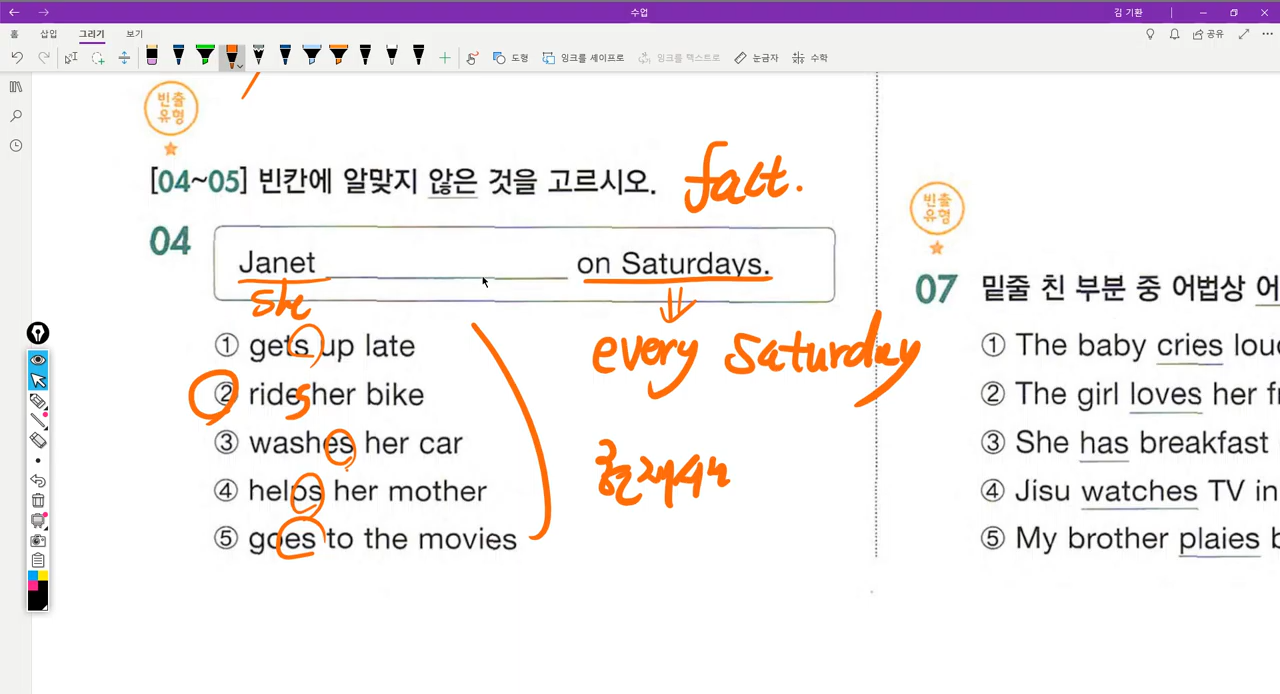 수업
김 기환
홈 삽입 그리기 보기
공유
도형 잉크를 셰이프로 잉크를 텍스트로 눈금자 수학
빈출
유형
[04~05] 빈칸에 알맞지 않은 것을 고르시오.
fact.
04
Janet on Saturdays.
she
every Saturday
① gets up late
② ride s her bike
③ washes her car
④ helps her mother
⑤ goes to the movies
빈출
유형
07 밑줄 친 부분 중 어법상 어
① The baby cries lou
② The girl loves her f
③ She has breakfast
④ Jisu watches TV in
⑤ My brother plaies b